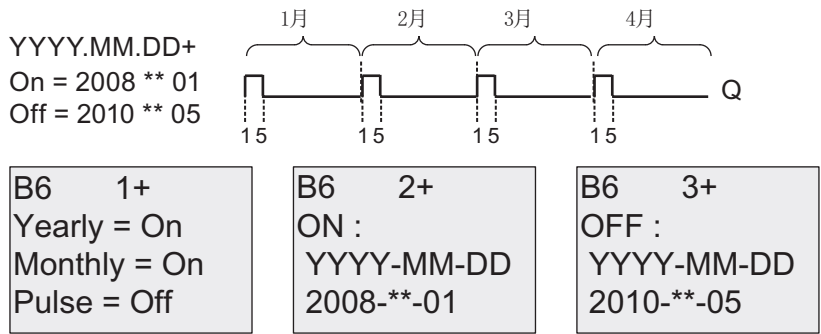 1月 2月 3月 4月
YYYY.MM.DD+
On = 2008 ** 01
Off = 2010 ** 05
Q
1 5 1 5 1 5 1 5
B6 1+
Yearly = On
Monthly = On
Pulse = Off
B6 2+
ON :
YYYY-MM-DD
2008-**-01
B6 3+
OFF :
YYYY-MM-DD
2010-**-05